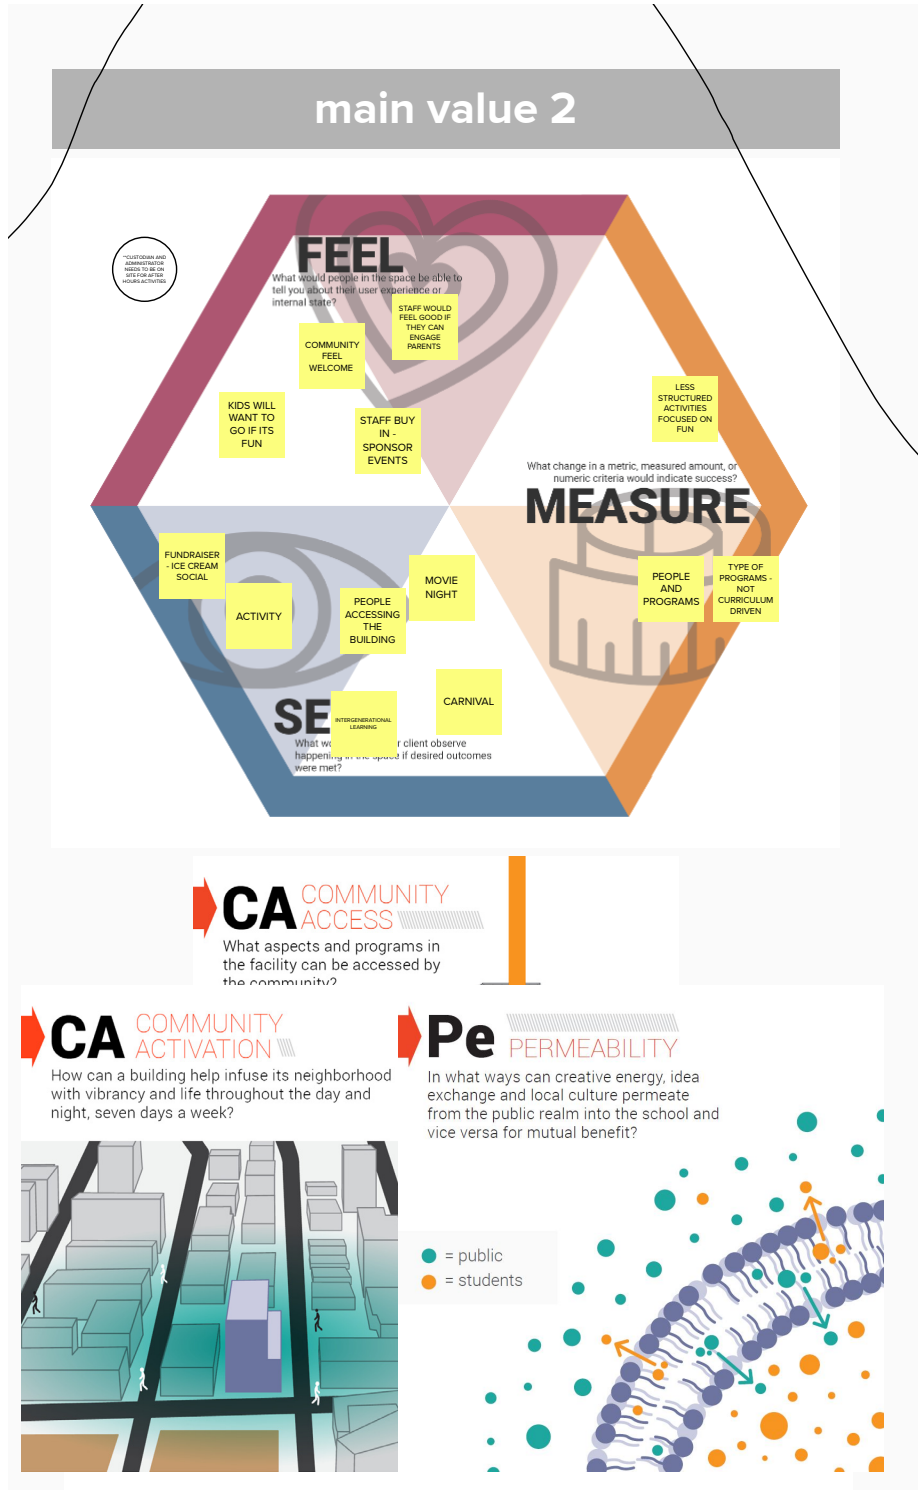 main value 2
**CUSTODIAN AND
ADMINISTRATOR
NEEDS TO BE ON
SITE FOR AFTER
HOURS ACTIVITIES
FEEL
What would people in the space be able to
tell you about their user experience or
internal state?
STAFF WOULD
FEEL GOOD IF
THEY CAN
ENGAGE
PARENTS
COMMUNITY
FEEL
WELCOME
KIDS WILL
WANT TO
GO IF ITS
FUN
STAFF BUY
IN -
SPONSOR
EVENTS
LESS
STRUCTURED
ACTIVITIES
FOCUSED ON
FUN
What change in a metric, measured amount, or
numeric criteria would indicate success?
MEASURE
PEOPLE
AND
PROGRAMS
TYPE OF
PROGRAMS -
NOT
CURRICULUM
DRIVEN
FUNDRAISER
- ICE CREAM
SOCIAL
ACTIVITY
PEOPLE
ACCESSING
THE
BUILDING
MOVIE
NIGHT
CARNIVAL
INTERGENERATIONAL
LEARNING
SE
What client observe
happening in the space if desired outcomes
were met?
CA COMMUNITY
ACCESS
What aspects and programs in
the facility can be accessed by
the community?
CA COMMUNITY
ACTIVATION
How can a building help infuse its neighborhood
with vibrancy and life throughout the day and
night, seven days a week?
Pe PERMEABILITY
In what ways can creative energy, idea
exchange and local culture permeate
from the public realm into the school and
vice versa for mutual benefit?
= public
= students